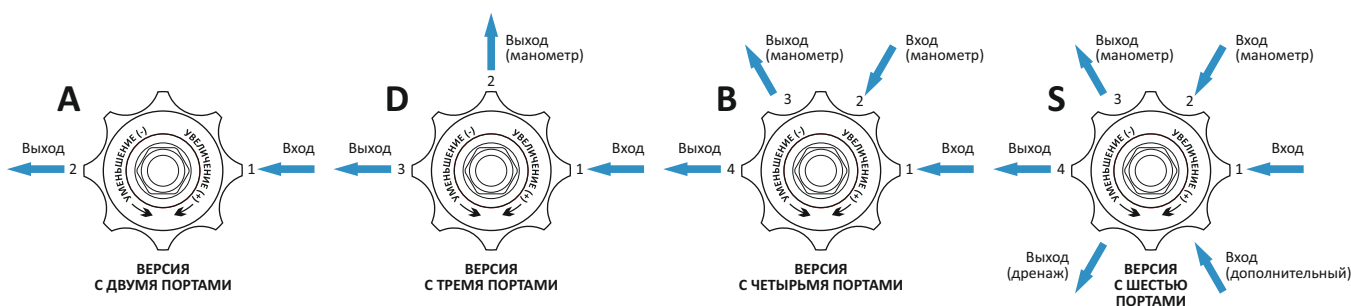 A
Выход
2
УМЕНЬШЕНИЕ (-)
УВЕЛИЧЕНИЕ (+)
1
Вход
ВЕРСИЯ
С ДВУМЯ ПОРТАМИ
D
Выход
(манометр)
2
Выход
3
УМЕНЬШЕНИЕ (-)
УВЕЛИЧЕНИЕ (+)
1
Вход
ВЕРСИЯ
С ТРЕМЯ ПОРТАМИ
B
Выход
(манометр)
3
Вход
(манометр)
2
Выход
4
УМЕНЬШЕНИЕ (-)
УВЕЛИЧЕНИЕ (+)
1
Вход
ВЕРСИЯ
С ЧЕТЫРЬМЯ ПОРТАМИ
S
Выход
(манометр)
3
Вход
(манометр)
2
Выход
4
УМЕНЬШЕНИЕ (-)
УВЕЛИЧЕНИЕ (+)
1
Вход
Выход
(дренаж)
Вход
(дополнительный)
ВЕРСИЯ
С ШЕСТЬЮ
ПОРТАМИ